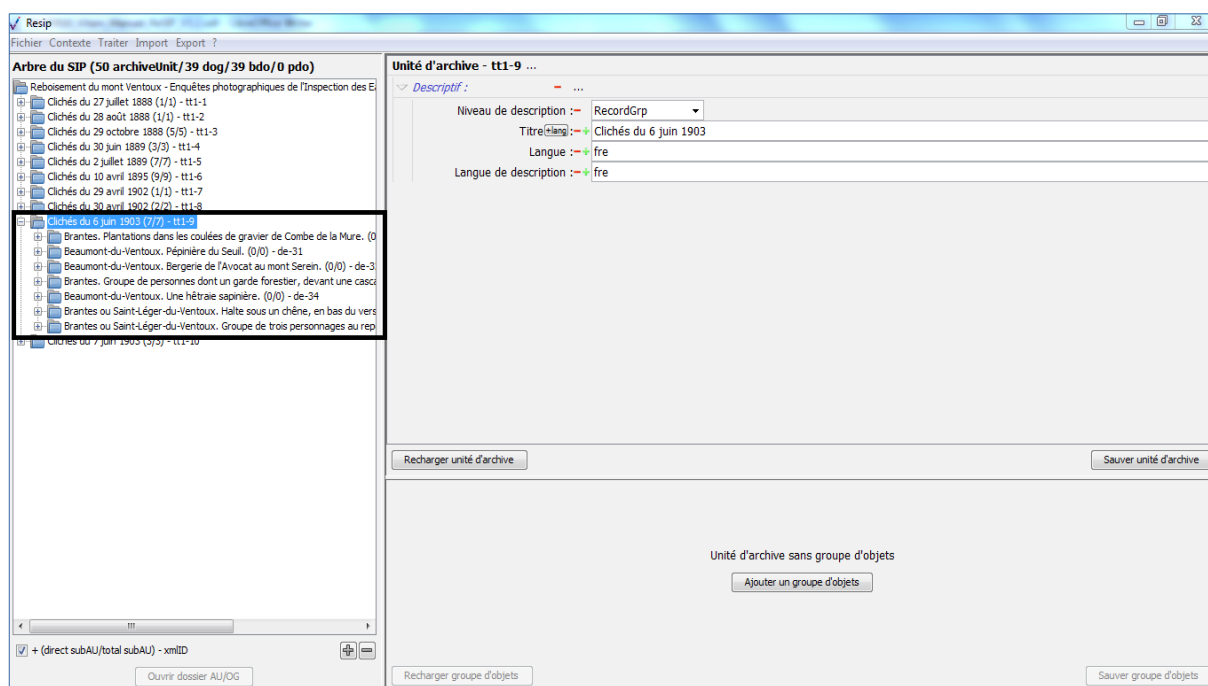 Resip
Fichier Contexte Traiter Import Export ?
Arbre du SIP (50 archiveUnit/39 dog/39 bdo/0 pdo)
Reboisement du mont Ventoux - Enquêtes photographiques de l'Inspection des E
Clichés du 27 juillet 1888 (1/1) - tt1-1
Clichés du 28 août 1888 (1/1) - tt1-2
Clichés du 29 octobre 1888 (5/5) - tt1-3
Clichés du 30 juin 1889 (3/3) - tt1-4
Clichés du 2 juillet 1889 (7/7) - tt1-5
Clichés du 10 avril 1895 (9/9) - tt1-6
Clichés du 29 avril 1902 (1/1) - tt1-7
Clichés du 30 avril 1902 (2/2) - tt1-8
Clichés du 6 juin 1903 (7/7) - tt1-9
Brantes. Plantations dans les coulées de gravier de Combe de la Mure. (0
Beaumont-du-Ventoux. Pépinière du Seuil. (0/0) - de-31
Beaumont-du-Ventoux. Bergerie de l'Avocat au mont Serein. (0/0) - de-3
Brantes. Groupe de personnes dont un garde forestier, devant une casca
Beaumont-du-Ventoux. Une hêtraie sapinière. (0/0) - de-34
Brantes ou Saint-Léger-du-Ventoux. Halte sous un chêne, en bas du vers
Brantes ou Saint-Léger-du-Ventoux. Groupe de trois personnages au rep
Clichés du 7 juin 1903 (3/3) - tt1-10
+ (direct subAU/total subAU) - xmlID
Ouvrir dossier AU/OG
Unité d'archive - tt1-9 ...
Descriptif : - ...
Niveau de description :- RecordGrp
Titre +lang :-+ Clichés du 6 juin 1903
Langue :-+ fre
Langue de description :-+ fre
Recharger unité d'archive
Sauver unité d'archive
Unité d'archive sans groupe d'objets
Ajouter un groupe d'objets
Recharger groupe d'objets
Sauver groupe d'objets